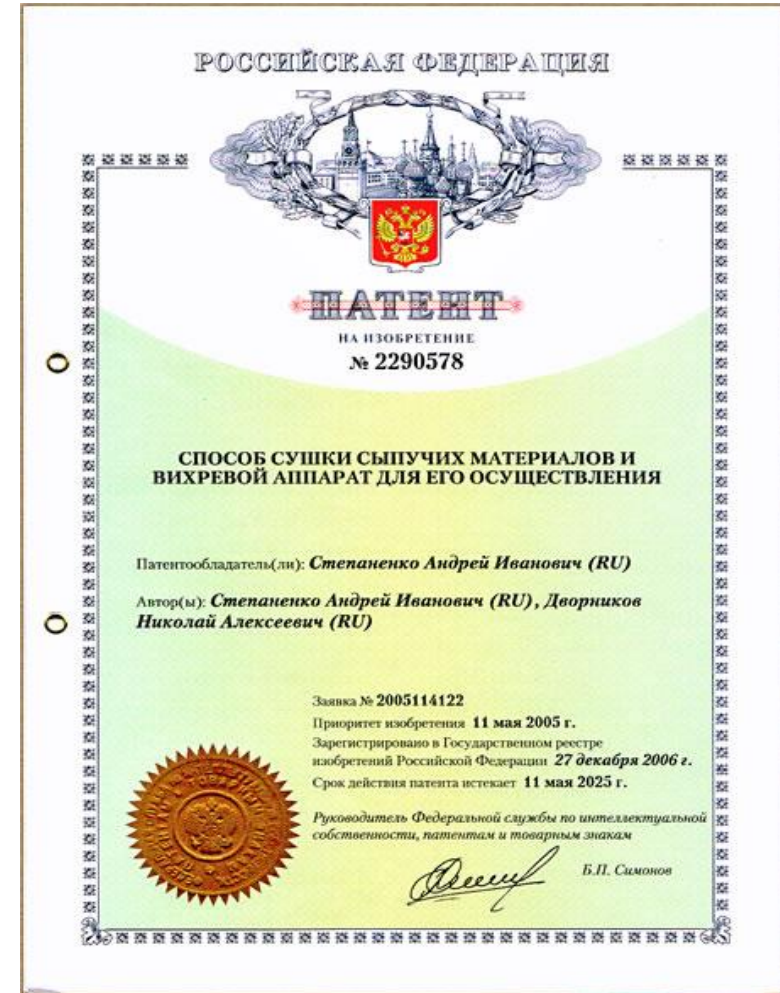 РОССИЙСКАЯ ФЕДЕРАЦИЯ
ПАТЕНТ
НА ИЗОБРЕТЕНИЕ
№ 2290578
СПОСОБ СУШКИ СЫПУЧИХ МАТЕРИАЛОВ И
ВИХРЕВОЙ АППАРАТ ДЛЯ ЕГО ОСУЩЕСТВЛЕНИЯ
Патентообладатель(ли): Степаненко Андрей Иванович (RU)
Автор(ы): Степаненко Андрей Иванович (RU), Дворников
Николай Алексеевич (RU)
Заявка № 2005114122
Приоритет изобретения 11 мая 2005 г.
Зарегистрировано в Государственном реестре
изобретений Российской Федерации 27 декабря 2006 г.
Срок действия патента истекает 11 мая 2025 г.
Руководитель Федеральной службы по интеллектуальной
собственности, патентам и товарным знакам
Б.П. Симонов